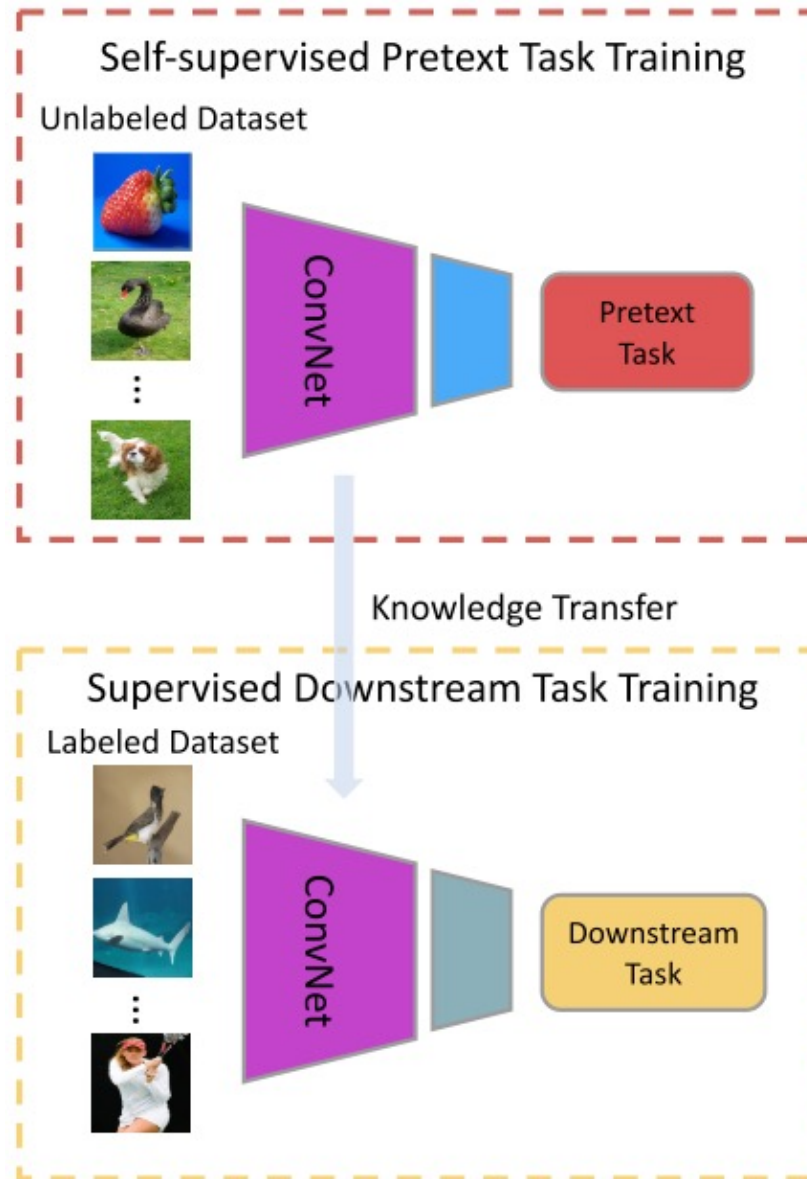 Self-supervised Pretext Task Training
Unlabeled Dataset
ConvNet
Pretext
Task
Knowledge Transfer
Supervised Downstream Task Training
Labeled Dataset
ConvNet
Downstream
Task